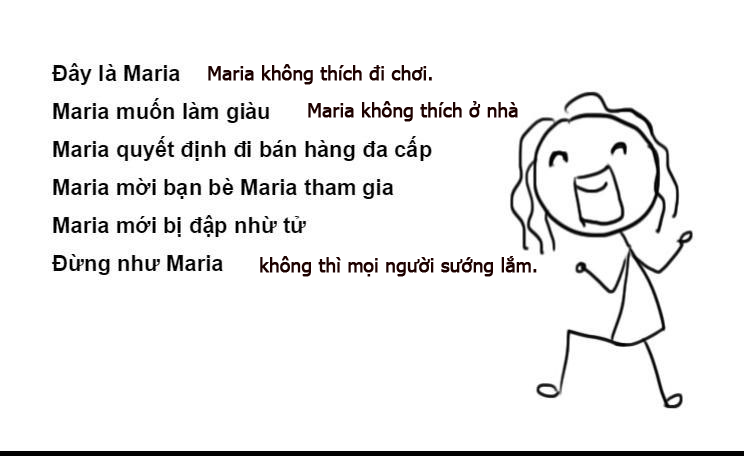 Đây là Maria Maria không thích đi chơi.
Maria muốn làm giàu Maria không thích ở nhà
Maria quyết định đi bán hàng đa cấp
Maria mời bạn bè Maria tham gia
Maria mới bị đập nhừ tử
Đừng như Maria không thì mọi người sướng lắm.